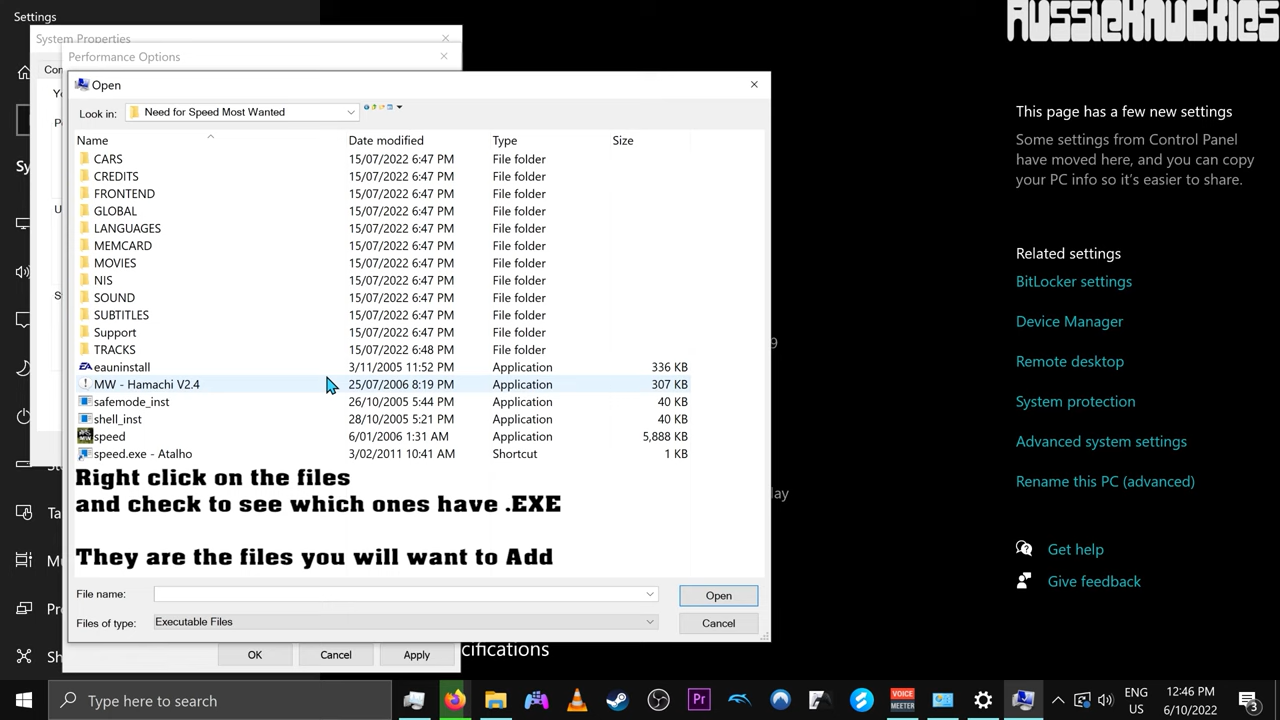 Settings
AUSSIEKNUCKIES
System Properties
Performance Options
Open
Look in:
Need for Speed Most Wanted
Name
Date modified
Type
Size
CARS 15/07/2022 6:47 PM File folder
CREDITS 15/07/2022 6:47 PM File folder
FRONTEND 15/07/2022 6:47 PM File folder
GLOBAL 15/07/2022 6:47 PM File folder
LANGUAGES 15/07/2022 6:47 PM File folder
MEMCARD 15/07/2022 6:47 PM File folder
MOVIES 15/07/2022 6:47 PM File folder
NIS 15/07/2022 6:47 PM File folder
SOUND 15/07/2022 6:47 PM File folder
SUBTITLES 15/07/2022 6:47 PM File folder
Support 15/07/2022 6:47 PM File folder
TRACKS 15/07/2022 6:48 PM File folder
eauninstall 3/11/2005 11:52 PM Application 336 KB
MW - Hamachi V2.4 25/07/2006 8:19 PM Application 307 KB
safemode_inst 26/10/2005 5:44 PM Application 40 KB
shell_inst 28/10/2005 5:21 PM Application 40 KB
speed 6/01/2006 1:31 AM Application 5,888 KB
speed.exe - Atalho 3/02/2011 10:41 AM Shortcut 1 KB
Right click on the files
and check to see which ones have .EXE
They are the files you will want to Add
File name:
Open
Files of type:
Executable Files
Cancel
OK
Cancel
Apply
cifications
This page has a few new settings
Some settings from Control Panel
have moved here, and you can copy
your PC info so it's easier to share.
Related settings
BitLocker settings
Device Manager
Remote desktop
System protection
Advanced system settings
Rename this PC (advanced)
Get help
Give feedback
Type here to search
Pr
VOICE
MEETER
ENG
US
12:46 PM
6/10/2022
3